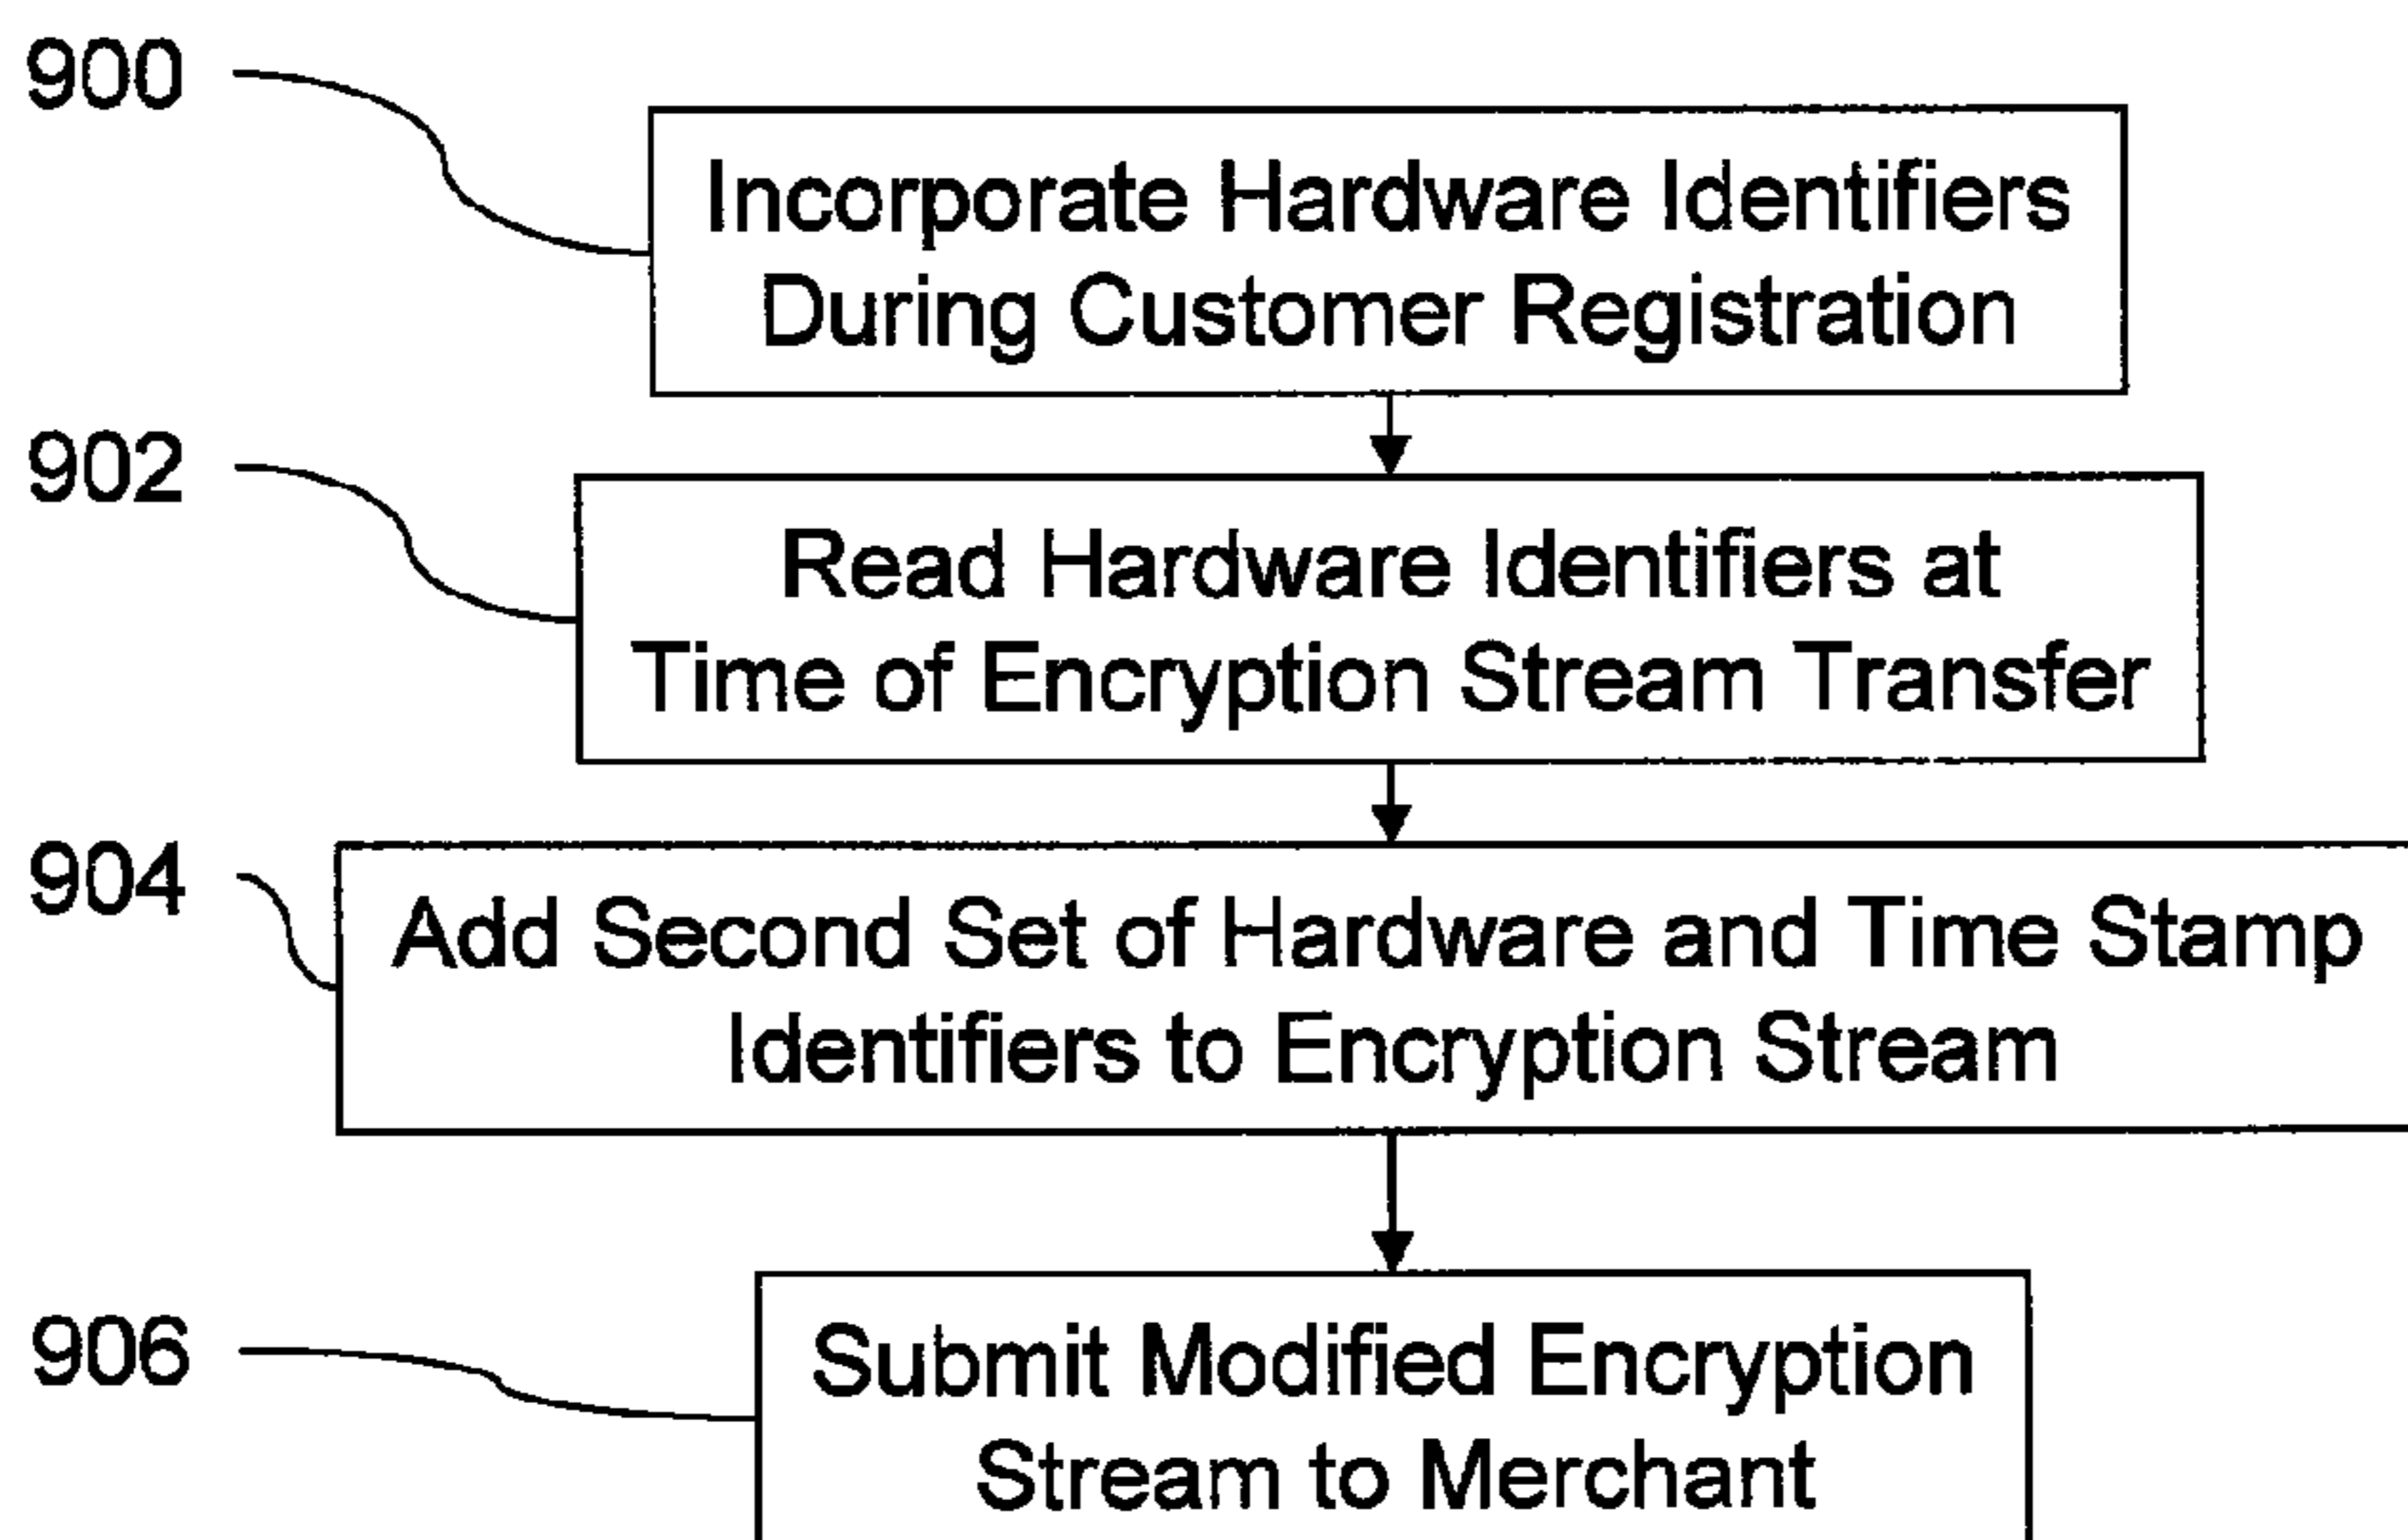 900
Incorporate Hardware Identifiers
During Customer Registration
902
Read Hardware Identifiers at
Time of Encryption Stream Transfer
904
Add Second Set of Hardware and Time Stamp
Identifiers to Encryption Stream
906
Submit Modified Encryption
Stream to Merchant